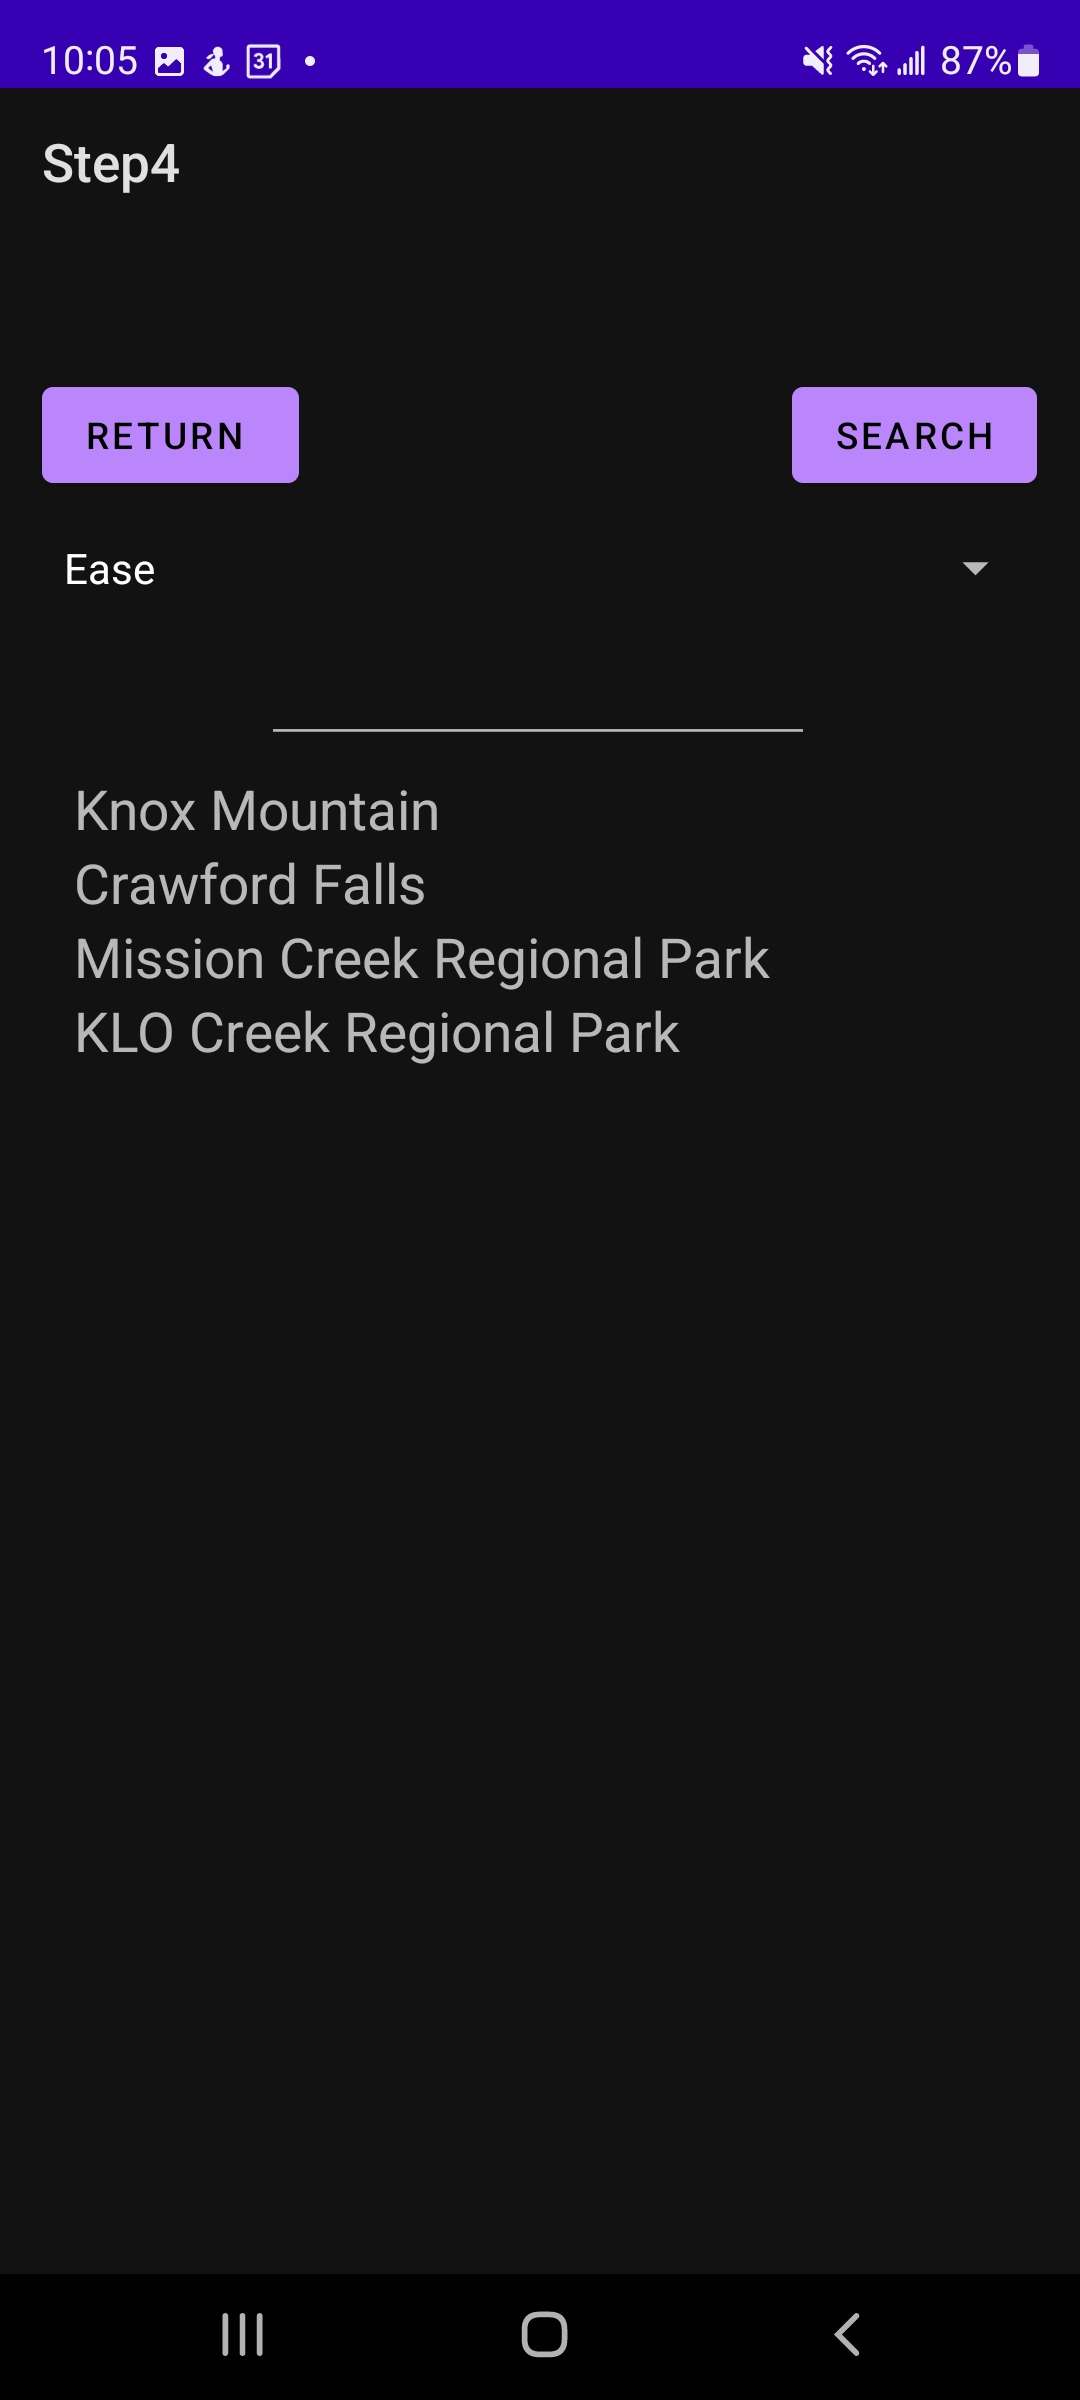 10:05 31 87%
Step4
RETURN SEARCH
Ease
Knox Mountain
Crawford Falls
Mission Creek Regional Park
KLO Creek Regional Park